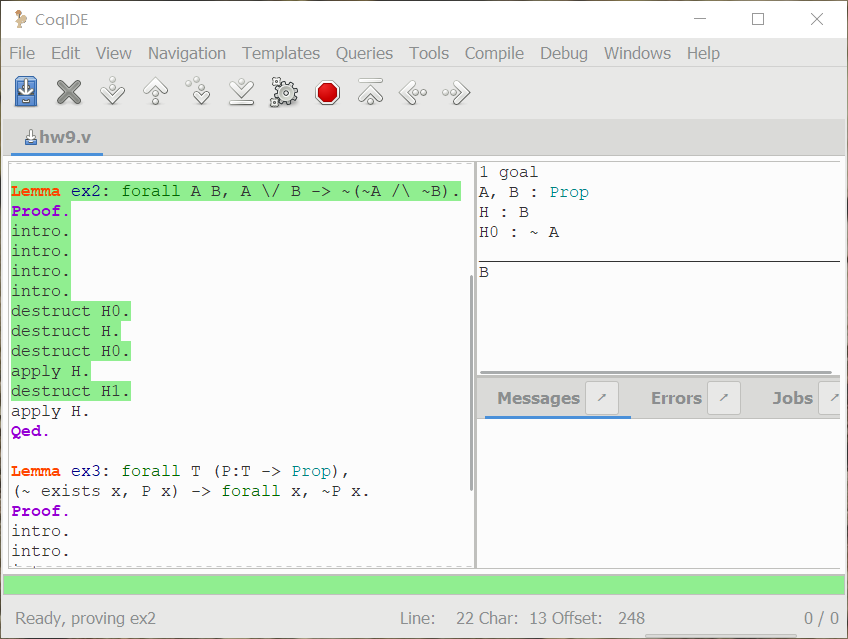 CoqIDE
File Edit View Navigation Templates Queries Tools Compile Debug Windows Help
hw9.v
Lemma ex2: forall A B, A \/ B -> ~(~A /\ ~B).
Proof.
intro.
intro.
intro.
intro.
destruct H0.
destruct H.
destruct H0.
apply H.
destruct H1.
apply H.
Qed.
Lemma ex3: forall T (P:T -> Prop),
(~ exists x, P x) -> forall x, ~P x.
Proof.
intro.
intro.
1 goal
A, B : Prop
H : B
H0 : ~ A
B
Messages Errors Jobs
Ready, proving ex2
Line: 22 Char: 13 Offset: 248
0 / 0